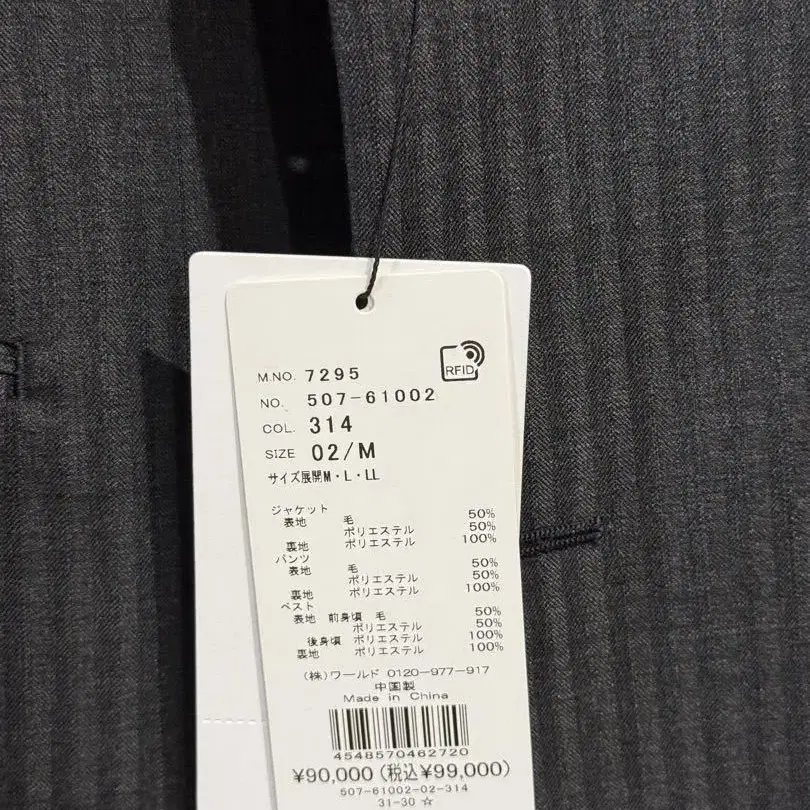 RFID
M.NO. 7295
NO. 507-61002
COL. 314
SIZE 02/M
サイズ展開M・L・LL
ジャケット
表地 毛 50%
ポリエステル 50%
裏地 ポリエステル 100%
パンツ
表地 毛 50%
ポリエステル 50%
裏地 ポリエステル 100%
ベスト
表地 前身頃 毛 50%
ポリエステル 50%
後身頃 ポリエステル 100%
裏地 ポリエステル 100%
(株)ワールド 0120-977-917
中国製
Made in China
4548570462720
¥90,000 (税込¥99,000)
507-61002-02-314
31-30 ☆